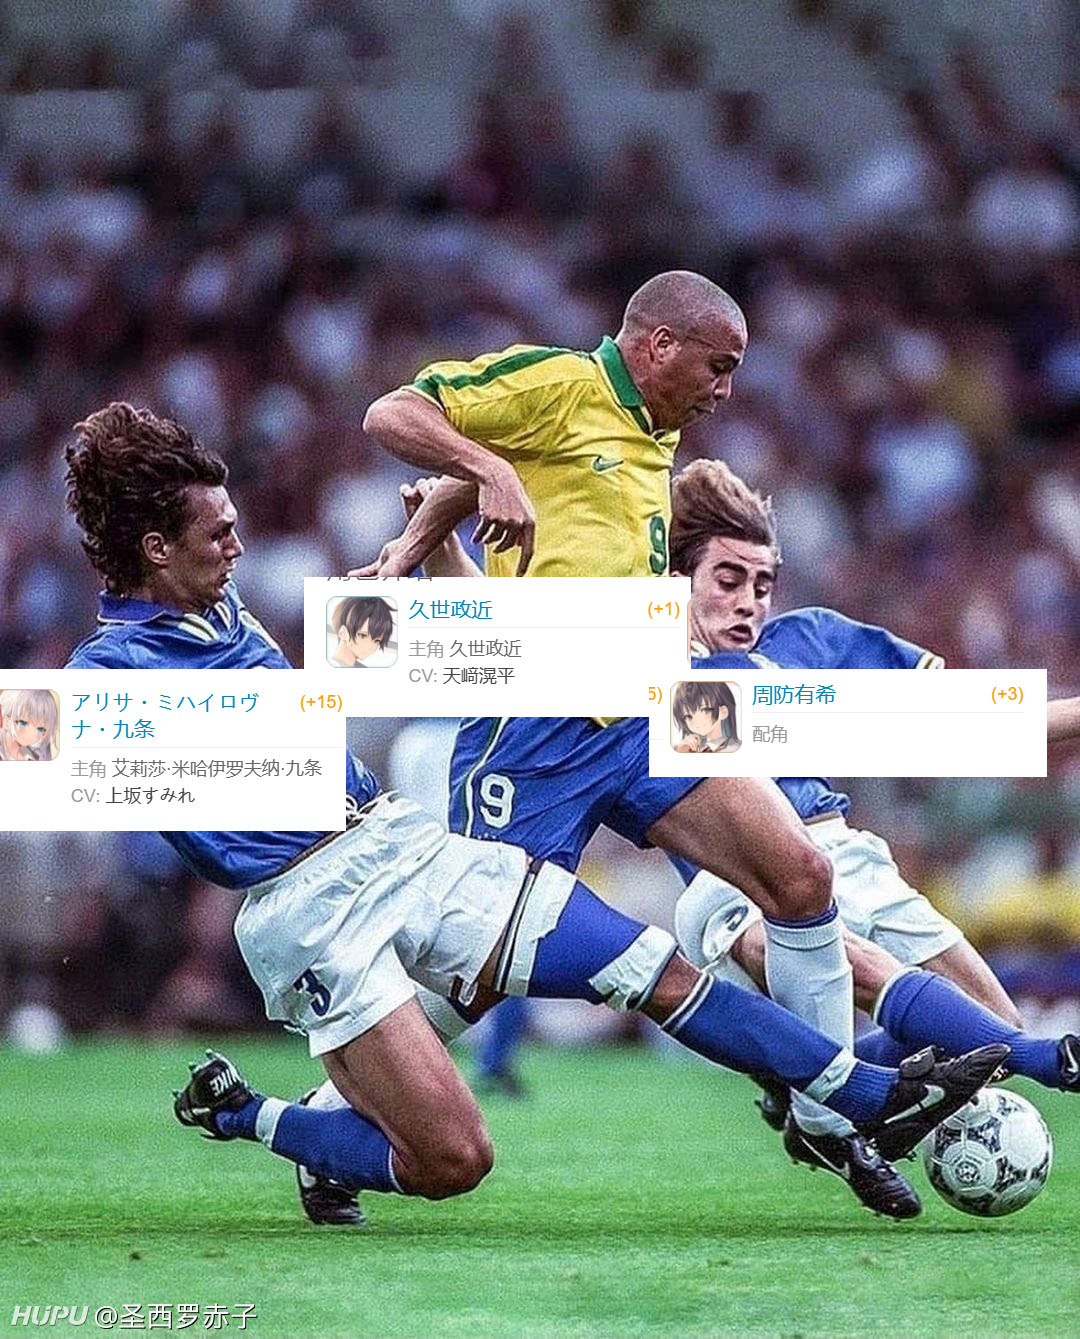 9
久世政近 (+1)
主角 久世政近
CV: 天﨑滉平
アリサ・ミハイロヴ (+15)
ナ・九条
主角 艾莉莎·米哈伊罗夫纳·九条
CV: 上坂すみれ
5)
周防有希 (+3)
配角
9
3
NIKE
HUPU @圣西罗赤子